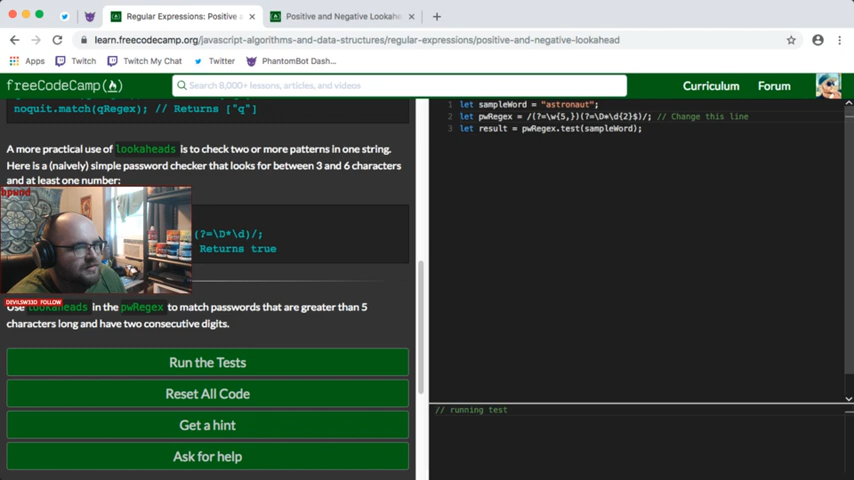 Regular Expressions: Positive a
Positive and Negative Lookahe
learn.freecodecamp.org/javascript-algorithms-and-data-structures/regular-expressions/positive-and-negative-lookahead
Apps
Twitch
Twitch My Chat
Twitter
PhantomBot Dash...
freeCodeCamp
Search 8,000+ lessons, articles, and videos
Curriculum
Forum
noquit.match(qRegex); // Returns ["q"]
A more practical use of lookaheads is to check two or more patterns in one string.
Here is a (naively) simple password checker that looks for between 3 and 6 characters
and at least one number:
(?=\D*\d)/;
Returns true
DEVILSW33D FOLLOW
Use lookaheads in the pwRegex to match passwords that are greater than 5
characters long and have two consecutive digits.
Run the Tests
Reset All Code
Get a hint
Ask for help
1 let sampleWord = "astronaut";
2 let pwRegex = /(?=\w{5,})(?=\D*\d{2}$)/; // Change this line
3 let result = pwRegex.test(sampleWord);
// running test